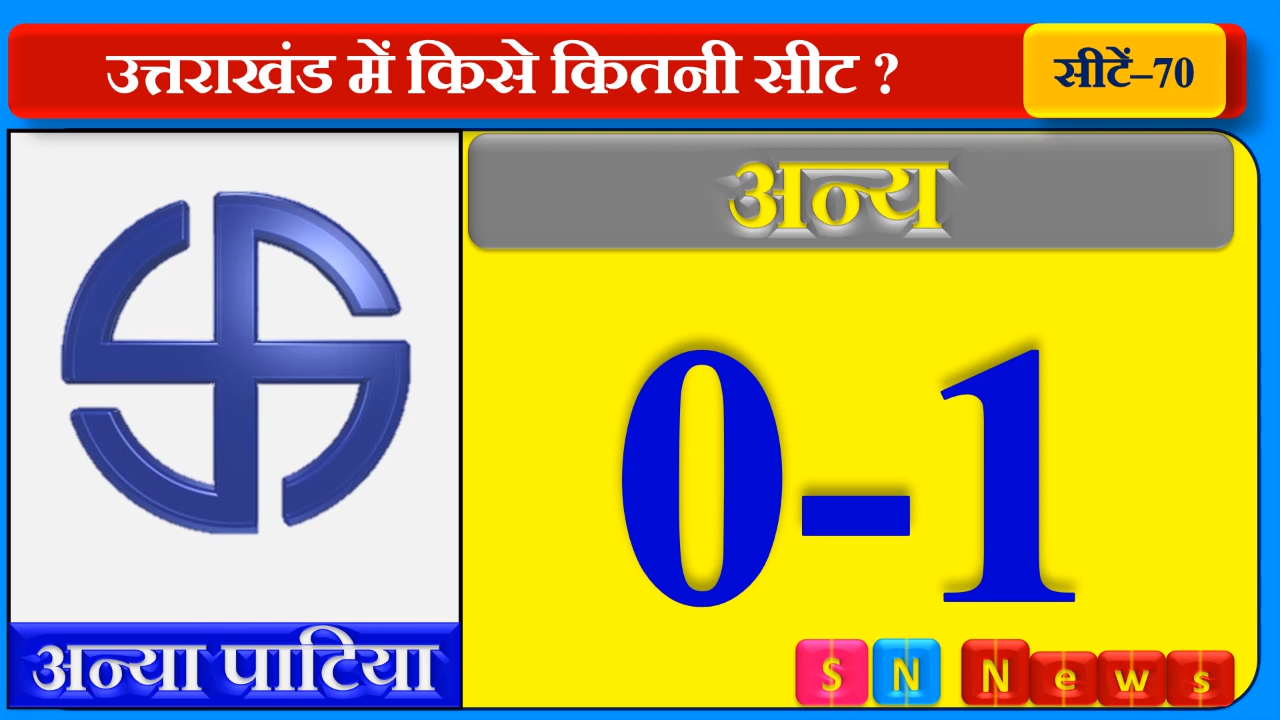 उत्तराखंड में किसे कितनी सीट ?
सीटें–70
अन्य
0-1
अन्या पाटिया
S N News